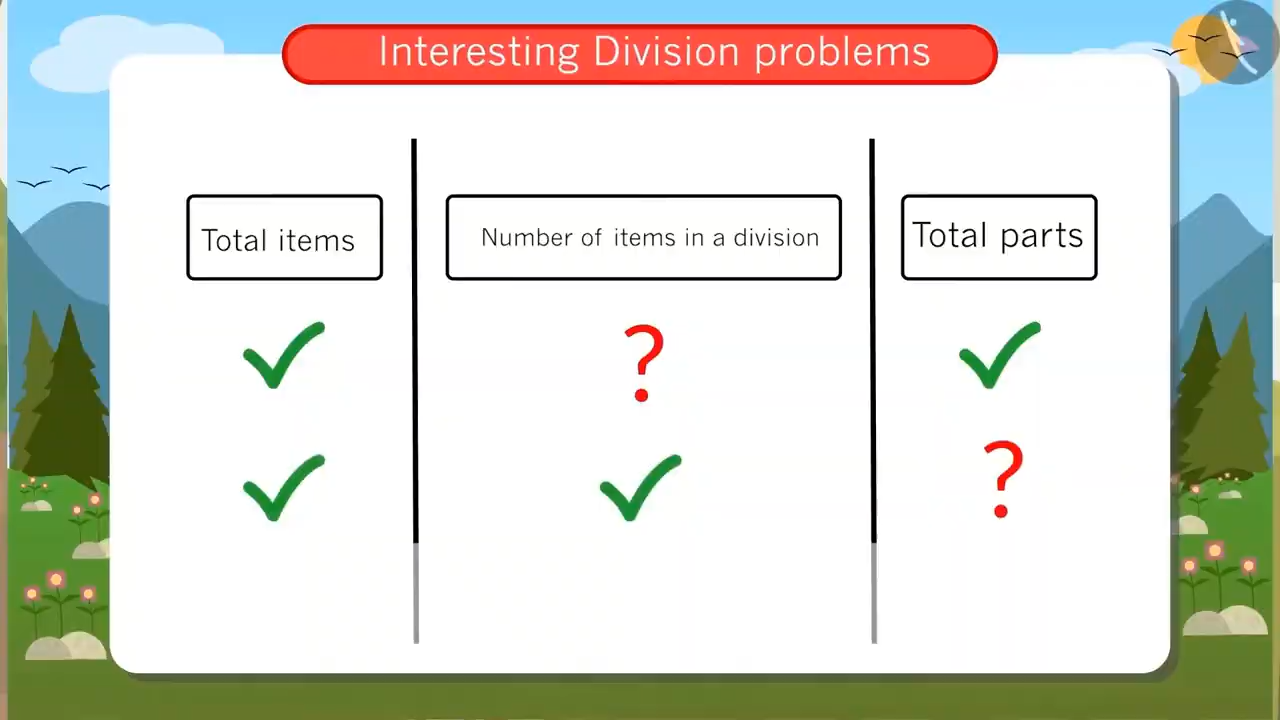 Interesting Division problems
Total items
Number of items in a division
Total parts
?
?